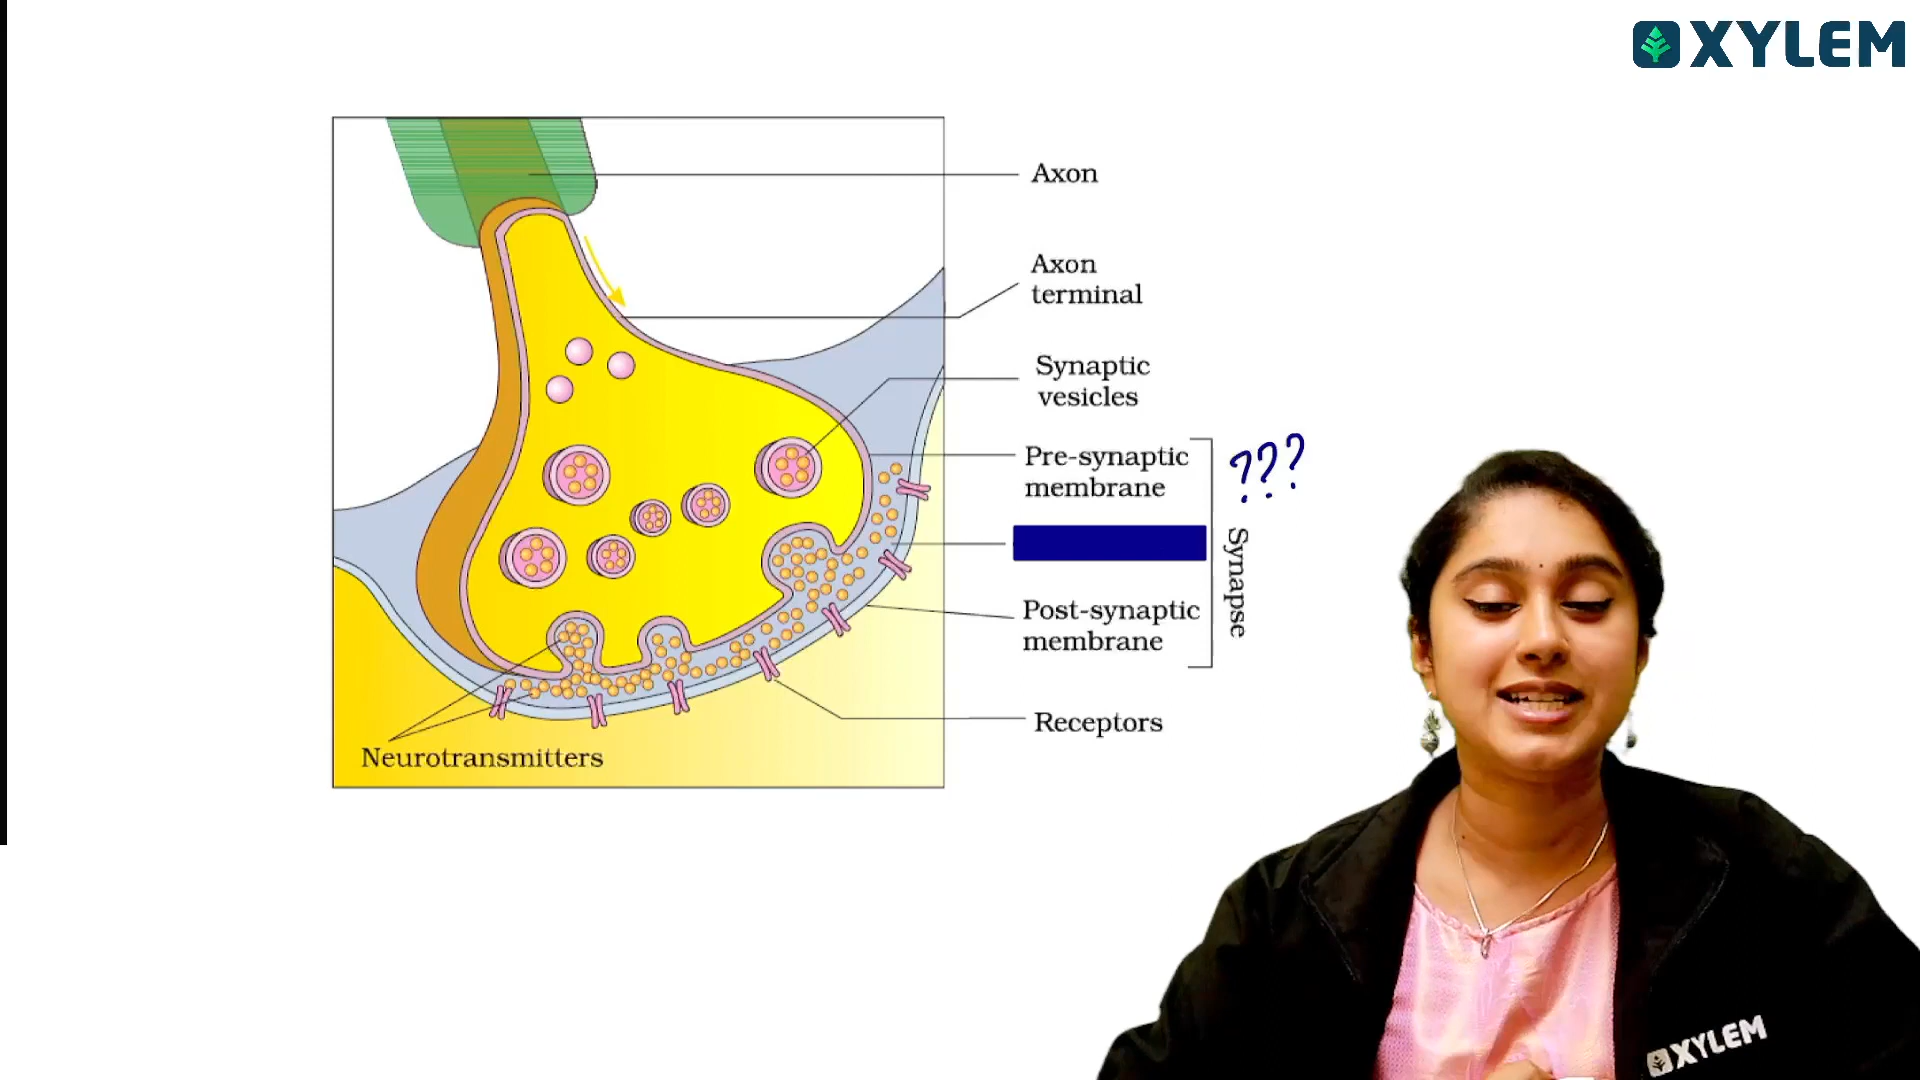 XYLEM
Axon
Axon
terminal
Synaptic
vesicles
Pre-synaptic
membrane
???
Synapse
Post-synaptic
membrane
Receptors
Neurotransmitters
XYLEM